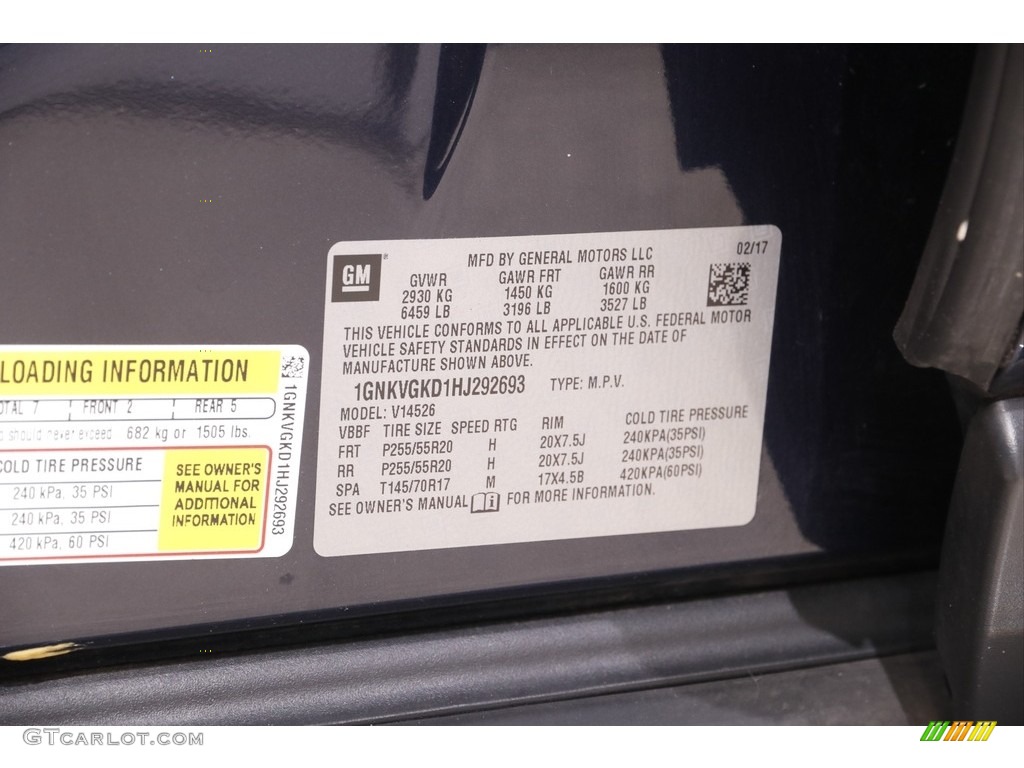 GM
MFD BY GENERAL MOTORS LLC
02/17
GVWR GAWR FRT GAWR RR
2930 KG 1450 KG 1600 KG
6459 LB 3196 LB 3527 LB
THIS VEHICLE CONFORMS TO ALL APPLICABLE U.S. FEDERAL MOTOR
VEHICLE SAFETY STANDARDS IN EFFECT ON THE DATE OF
MANUFACTURE SHOWN ABOVE.
1GNKVGKD1HJ292693 TYPE: M.P.V.
MODEL: V14526
VBBF TIRE SIZE SPEED RTG RIM COLD TIRE PRESSURE
FRT P255/55R20 H 20X7.5J 240KPA(35PSI)
RR P255/55R20 H 20X7.5J 240KPA(35PSI)
SPA T145/70R17 M 17X4.5B 420KPA(60PSI)
SEE OWNER'S MANUAL FOR MORE INFORMATION.
LOADING INFORMATION
OTAL 7 FRONT 2 REAR 5
should never exceed 682 kg or 1505 lbs.
COLD TIRE PRESSURE
240 kPa, 35 PSI
240 kPa, 35 PSI
420 kPa, 60 PSI
SEE OWNER'S
MANUAL FOR
ADDITIONAL
INFORMATION
1GNKVGKD1HJ292693
GTcarlot.com